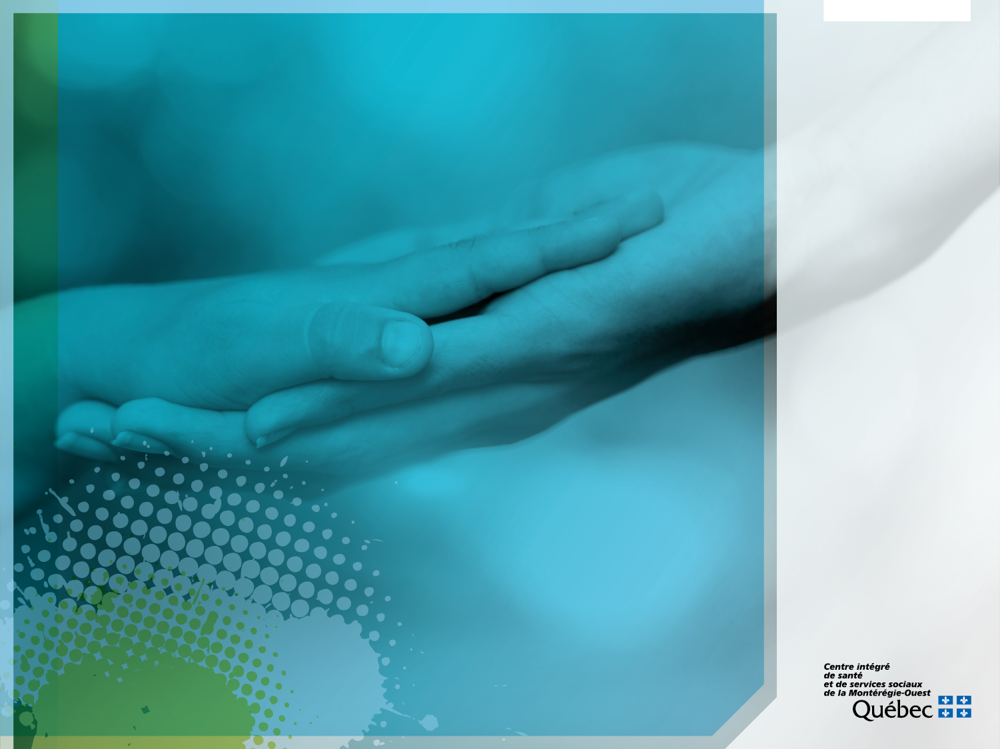 Centre intégré
de santé
et de services sociaux
de la Montérégie-Ouest
Québec